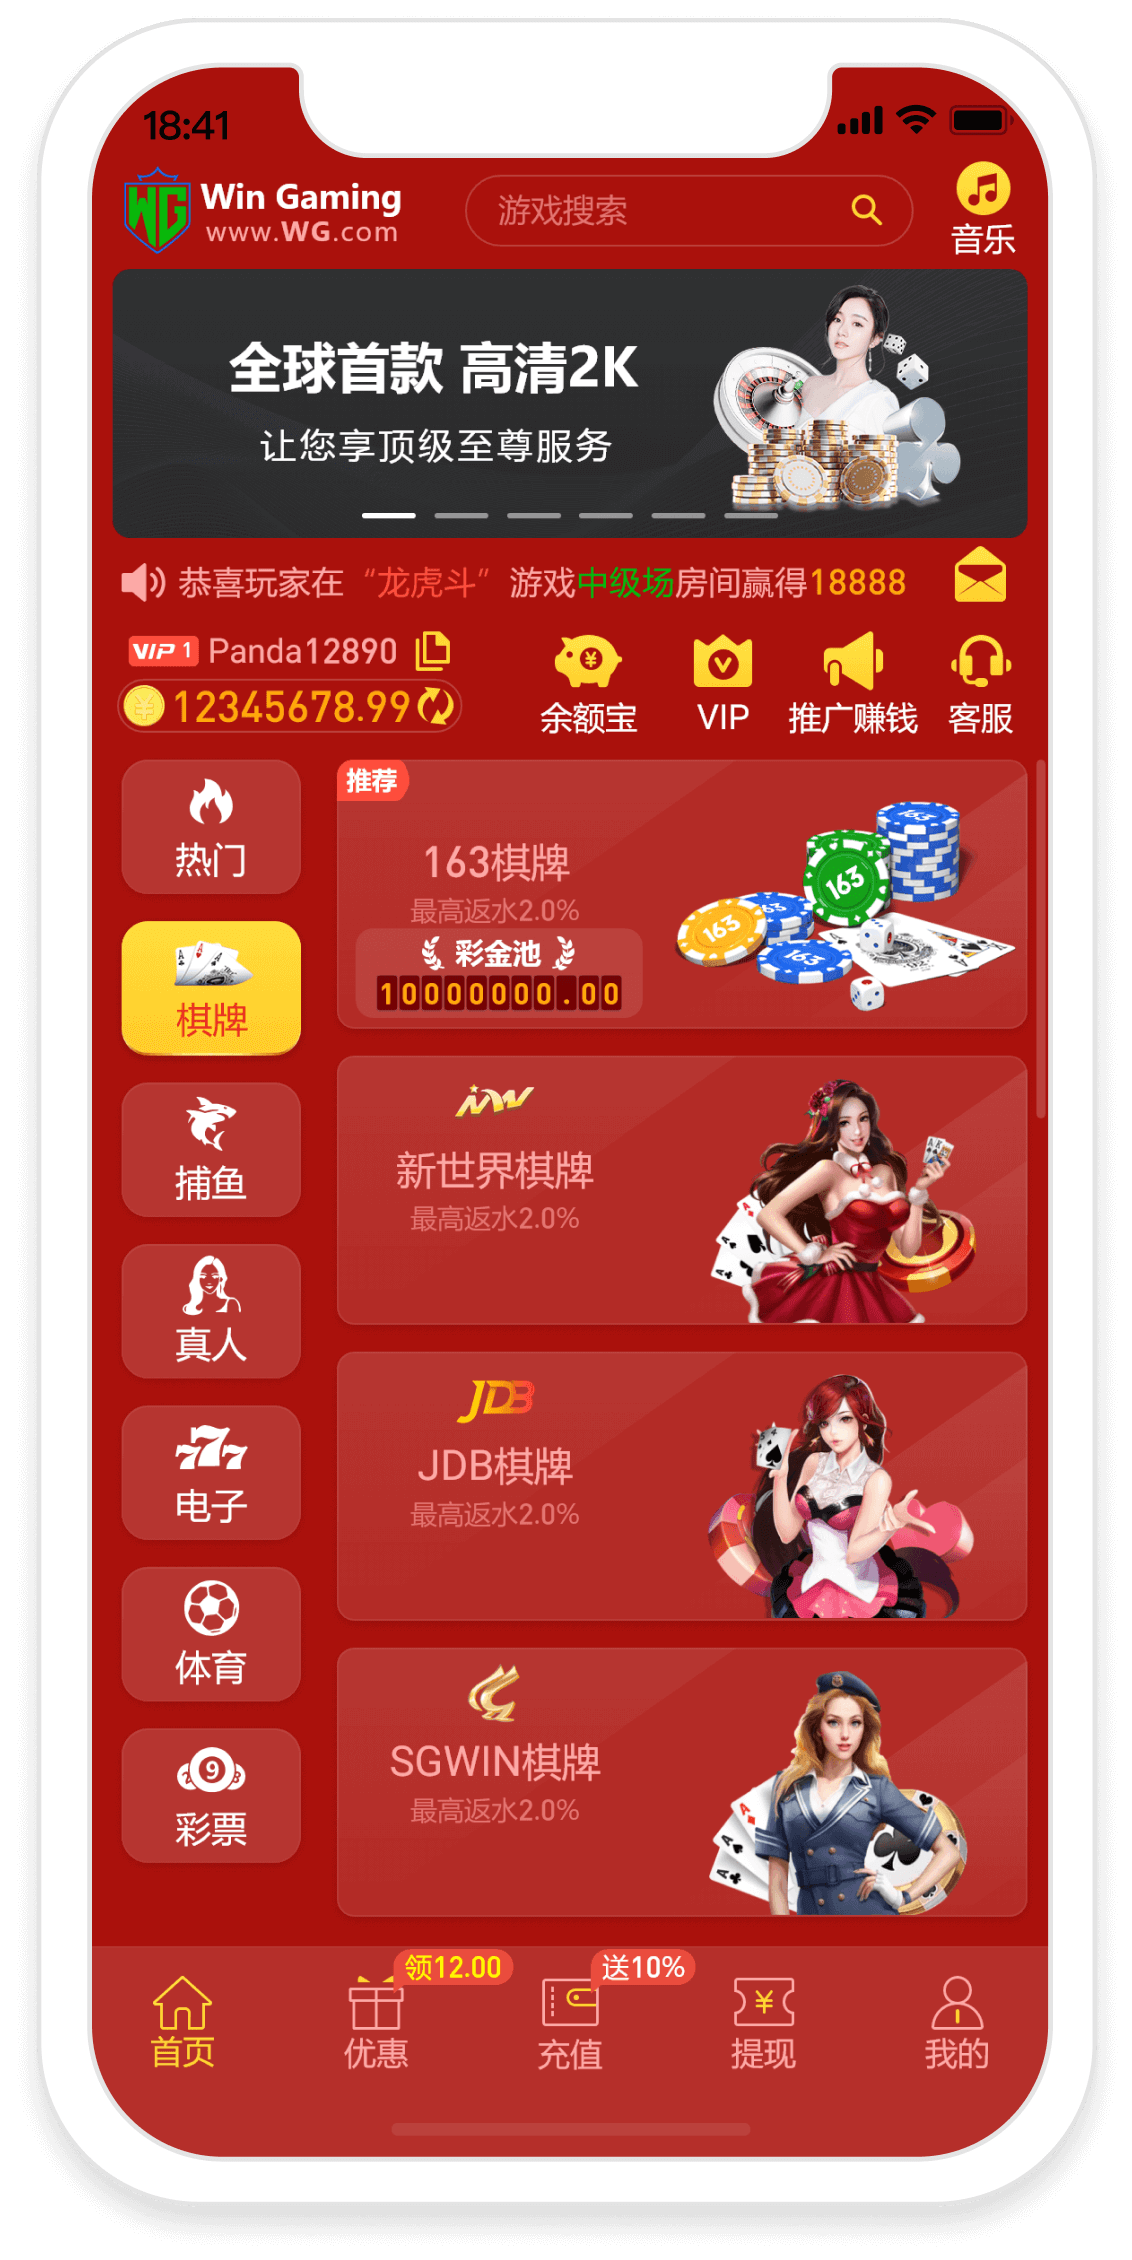 18:41
WG
Win Gaming
www.WG.com
游戏搜索
音乐
全球首款 高清2K
让您享顶级至尊服务
恭喜玩家在“龙虎斗”游戏中级场房间赢得18888
VIP 1 Panda12890
¥ 12345678.99
余额宝
VIP
推广赚钱
客服
热门
棋牌
捕鱼
真人
777
电子
体育
9
彩票
推荐
163棋牌
最高返水2.0%
彩金池
10000000.00
163
163
163
163
163
NW
新世界棋牌
最高返水2.0%
JDB
JDB棋牌
最高返水2.0%
SGWIN棋牌
最高返水2.0%
首页
领12.00
优惠
送10%
充值
¥
提现
我的